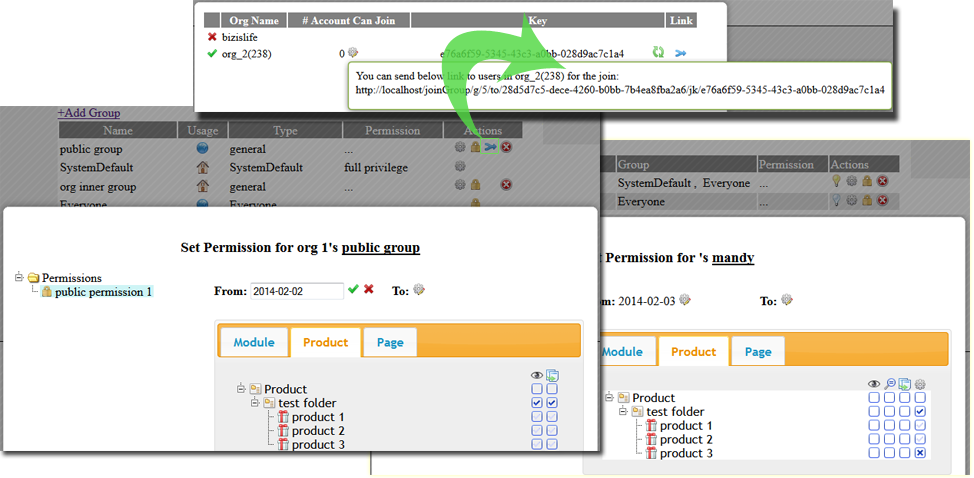 Org Name # Account Can Join Key Link
bizislife
org_2(238) 0 e76a6f59-5345-43c3-a0bb-028d9ac7c1a4
You can send below link to users in org_2(238) for the join:
http://localhost/joinGroup/g/5/to/28d5d7c5-dece-4260-b0bb-7b4ea8fba2a6/jk/e76a6f59-5345-43c3-a0bb-028d9ac7c1a4
+Add Group
Name Usage Type Permission Actions
public group general ...
SystemDefault SystemDefault full privilege
org inner group general ...
Everyone Everyone
Group Permission Actions
SystemDefault , Everyone ...
Everyone ...
Set Permission for org 1's public group
Permissions
public permission 1
From: 2014-02-02 To:
Module Product Page
Product
test folder
product 1
product 2
product 3
t Permission for 's mandy
om: 2014-02-03 To:
Module Product Page
Product
test folder
product 1
product 2
product 3